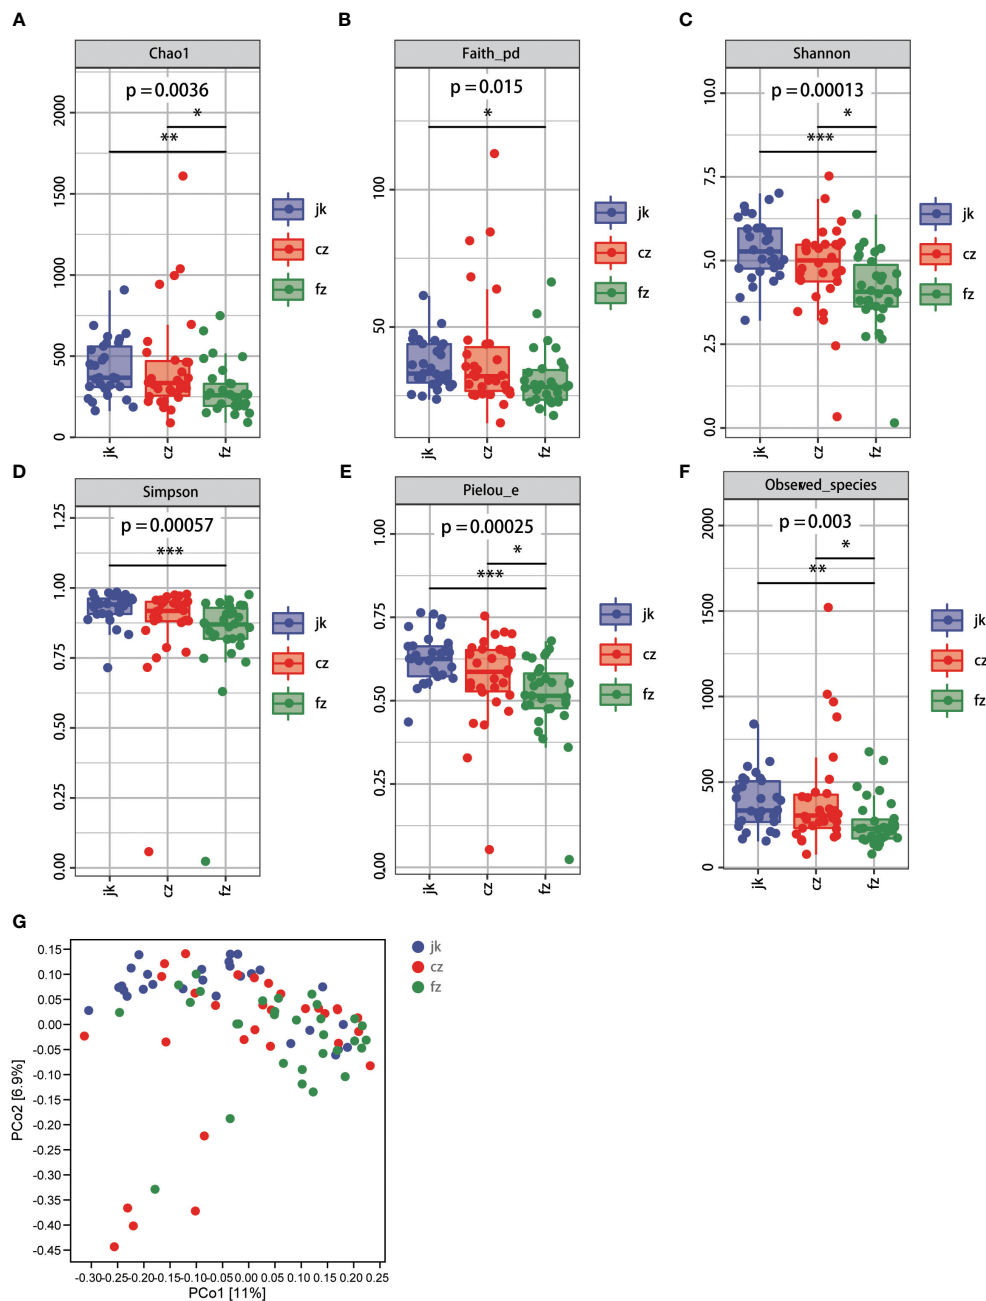 A
Chao1
p = 0.0036
*
**
2000
1500
1000
500
0
jk
cz
fz
jk
cz
fz
B
Faith_pd
p = 0.015
*
100
50
jk
cz
fz
jk
cz
fz
C
Shannon
p = 0.00013
*
***
10.0
7.5
5.0
2.5
0.0
jk
cz
fz
jk
cz
fz
D
Simpson
p = 0.00057
***
1.25
1.00
0.75
0.50
0.25
0.00
jk
cz
fz
jk
cz
fz
E
Pielou_e
p = 0.00025
*
***
1.00
0.75
0.50
0.25
0.00
jk
cz
fz
jk
cz
fz
F
Observed_species
p = 0.003
*
**
2000
1500
1000
500
0
jk
cz
fz
jk
cz
fz
G
0.15
0.10
0.05
0.00
-0.05
-0.10
-0.15
-0.20
-0.25
-0.30
-0.35
-0.40
-0.45
PCo2 [6.9%]
-0.30 -0.25 -0.20 -0.15 -0.10 -0.05 0.00 0.05 0.10 0.15 0.20 0.25
PCo1 [11%]
jk
cz
fz